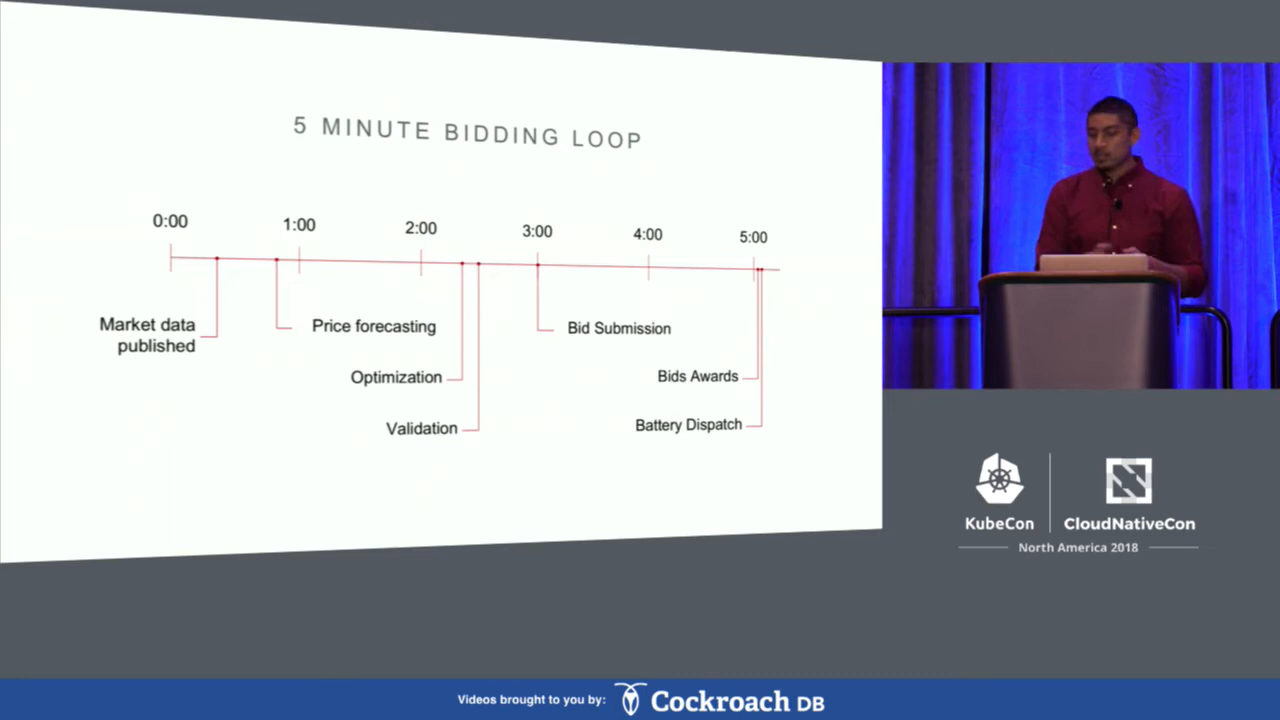 5 MINUTE BIDDING LOOP
0:00
1:00
2:00
3:00
4:00
5:00
Market data
published
Price forecasting
Bid Submission
Optimization
Bids Awards
Validation
Battery Dispatch
KubeCon
CloudNativeCon
North America 2018
Videos brought to you by:
Cockroach DB